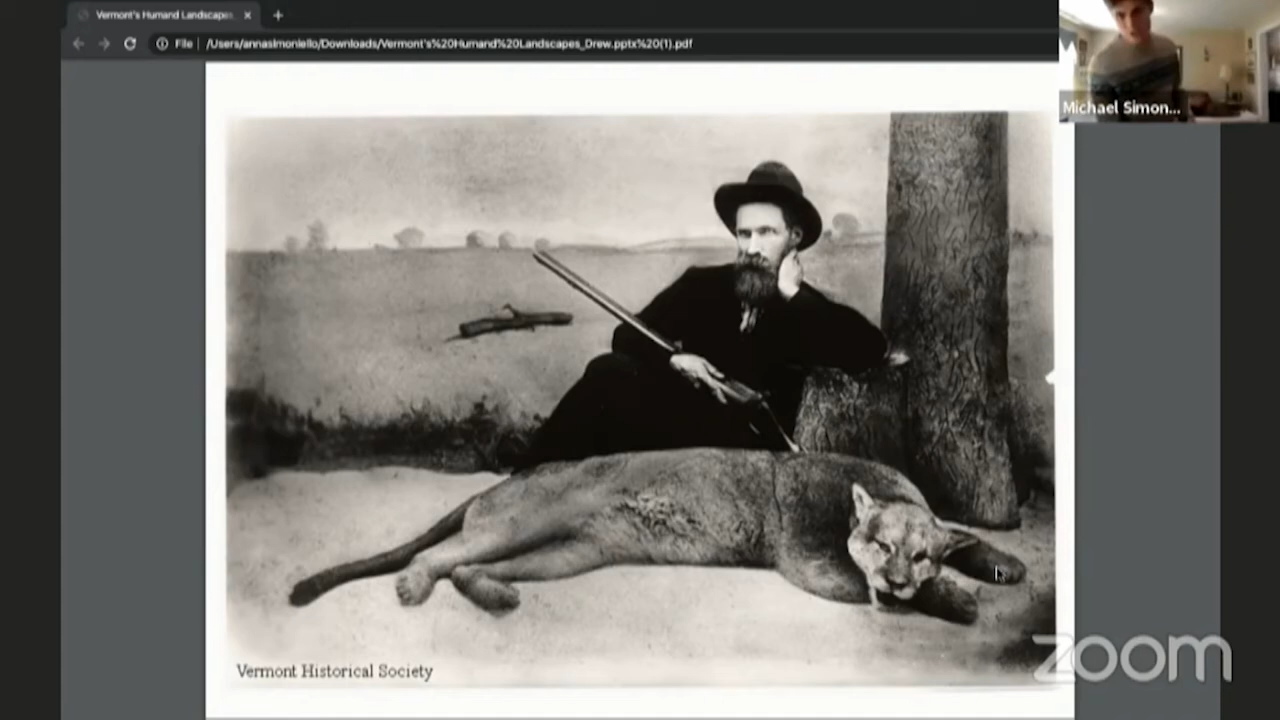 Vermont's Humand Landscapes
File | /Users/annasimoniello/Downloads/Vermont's%20Humand%20Landscapes_Drew.pptx%20(1).pdf
Michael Simon...
Vermont Historical Society
zoom